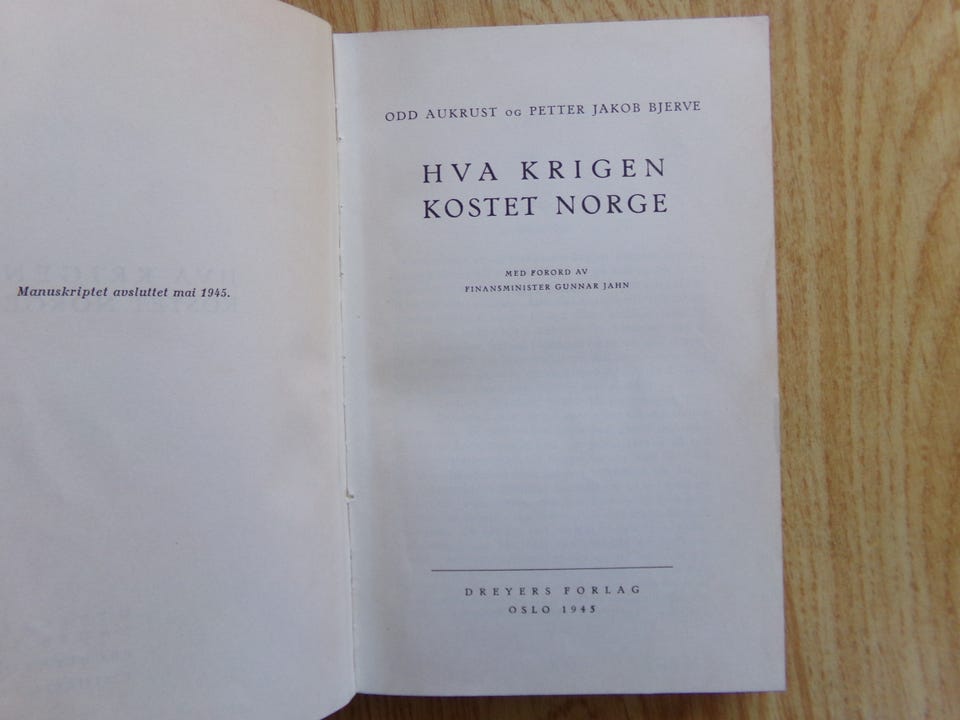 Manuskriptet avsluttet mai 1945.
ODD AUKRUST OG PETTER JAKOB BJERVE
HVA KRIGEN
KOSTET NORGE
MED FORORD AV
FINANSMINISTER GUNNAR JAHN
DREYERS FORLAG
OSLO 1945